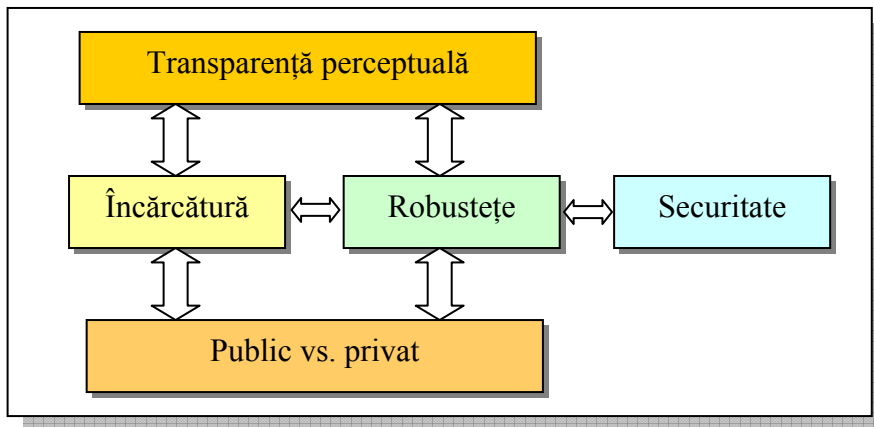 Transparență perceptuală
Încărcătură
Robustețe
Securitate
Public vs. privat